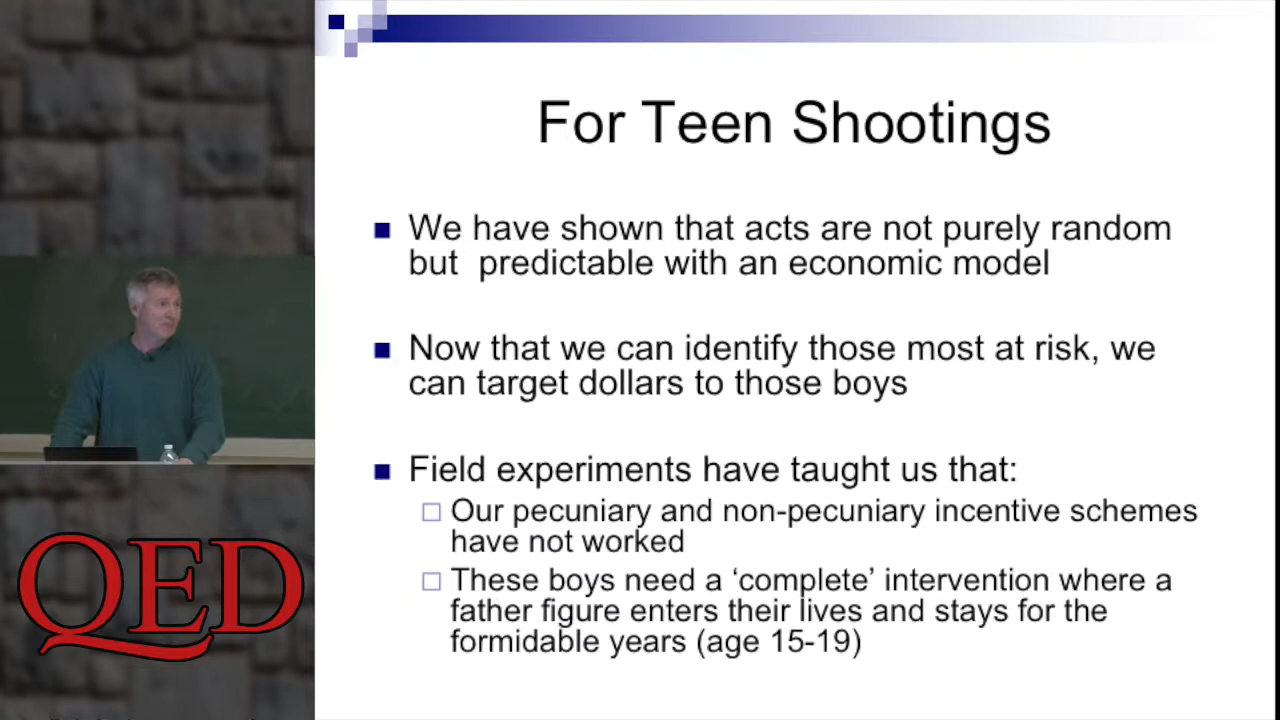 For Teen Shootings
We have shown that acts are not purely random
but predictable with an economic model
Now that we can identify those most at risk, we
can target dollars to those boys
Field experiments have taught us that:
Our pecuniary and non-pecuniary incentive schemes
have not worked
These boys need a ‘complete’ intervention where a
father figure enters their lives and stays for the
formidable years (age 15-19)
QED